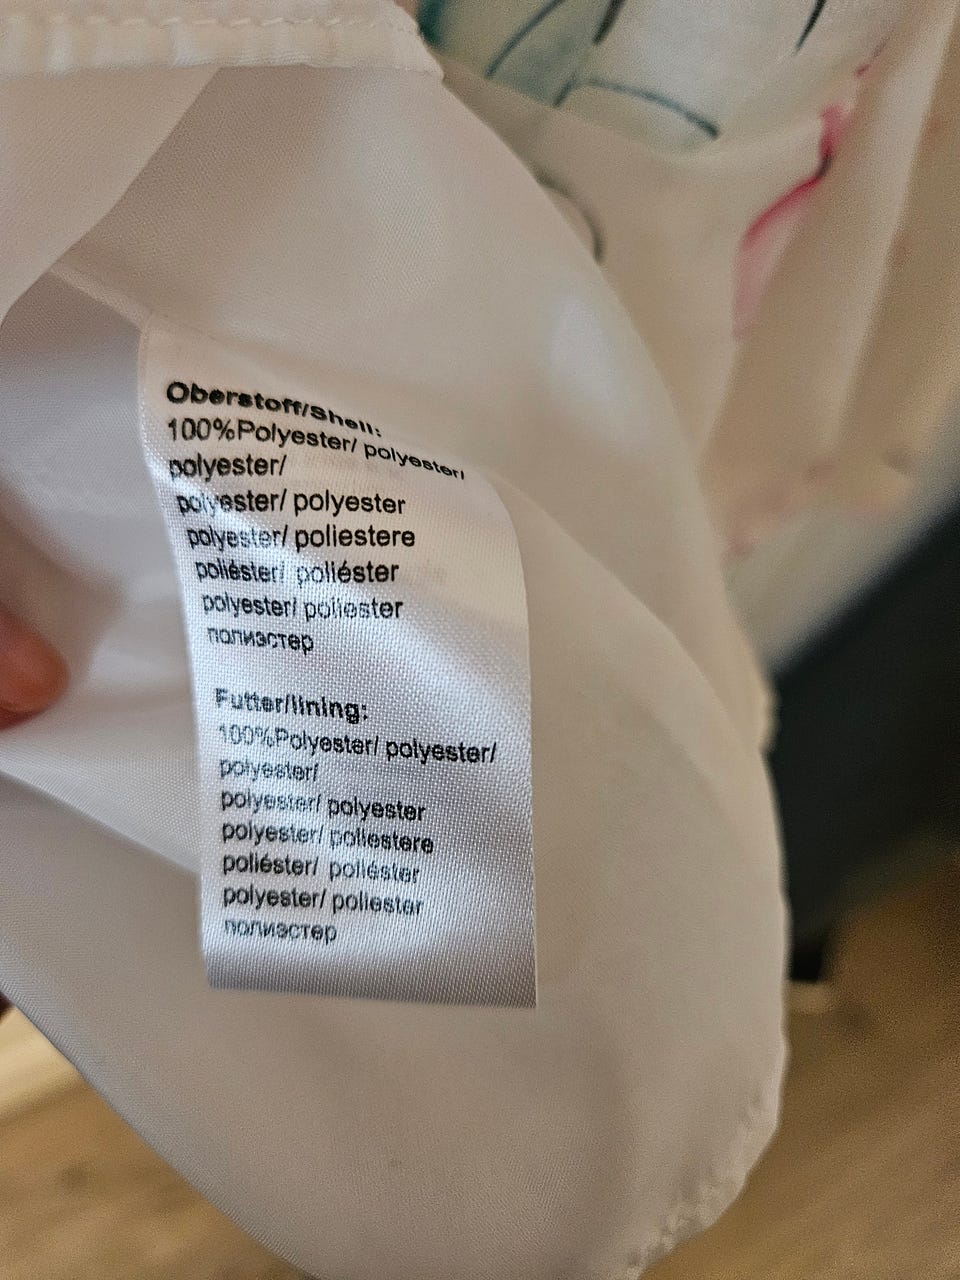 Oberstoff/Shell:
100%Polyester/ polyester/
polyester/
polyester/ polyester
polyester/ poliestere
poliéster/ poliéster
polyester/ poliester
полиэстер
Futter/lining:
100%Polyester/ polyester/
polyester/
polyester/ polyester
polyester/ poliestere
poliéster/ poliéster
polyester/ poliester
полиэстер